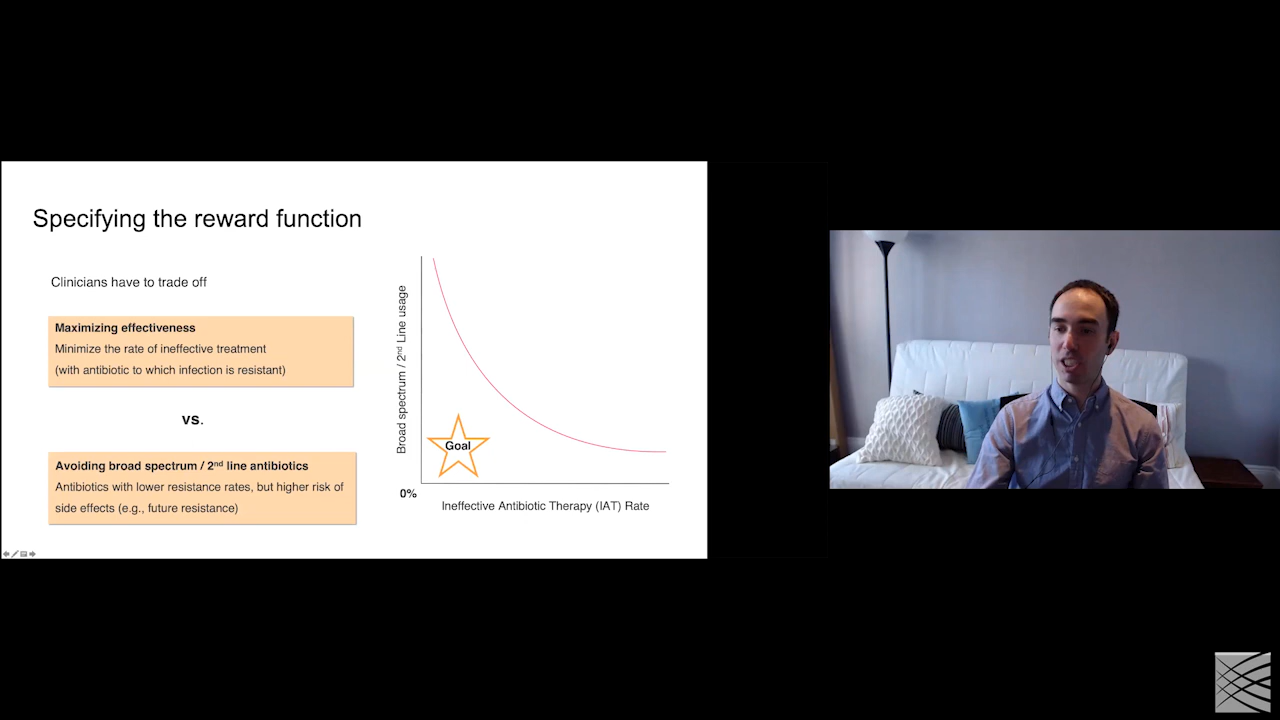 Specifying the reward function
Clinicians have to trade off
Maximizing effectiveness
Minimize the rate of ineffective treatment
(with antibiotic to which infection is resistant)
vs.
Avoiding broad spectrum / 2nd line antibiotics
Antibiotics with lower resistance rates, but higher risk of
side effects (e.g., future resistance)
Broad spectrum / 2nd Line usage
Goal
0%
Ineffective Antibiotic Therapy (IAT) Rate